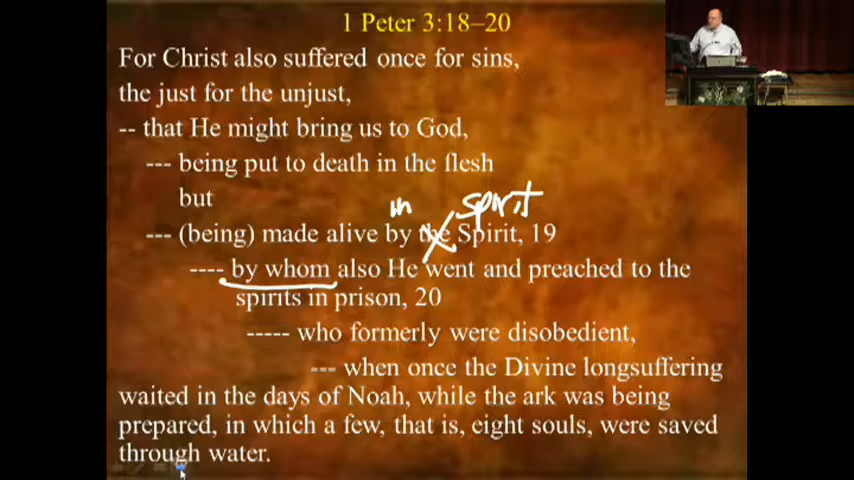 1 Peter 3:18–20
For Christ also suffered once for sins,
the just for the unjust,
-- that He might bring us to God,
--- being put to death in the flesh
but
in spirit
--- (being) made alive by the Spirit, 19
---- by whom also He went and preached to the
spirits in prison, 20
----- who formerly were disobedient,
--- when once the Divine longsuffering
waited in the days of Noah, while the ark was being
prepared, in which a few, that is, eight souls, were saved
through water.